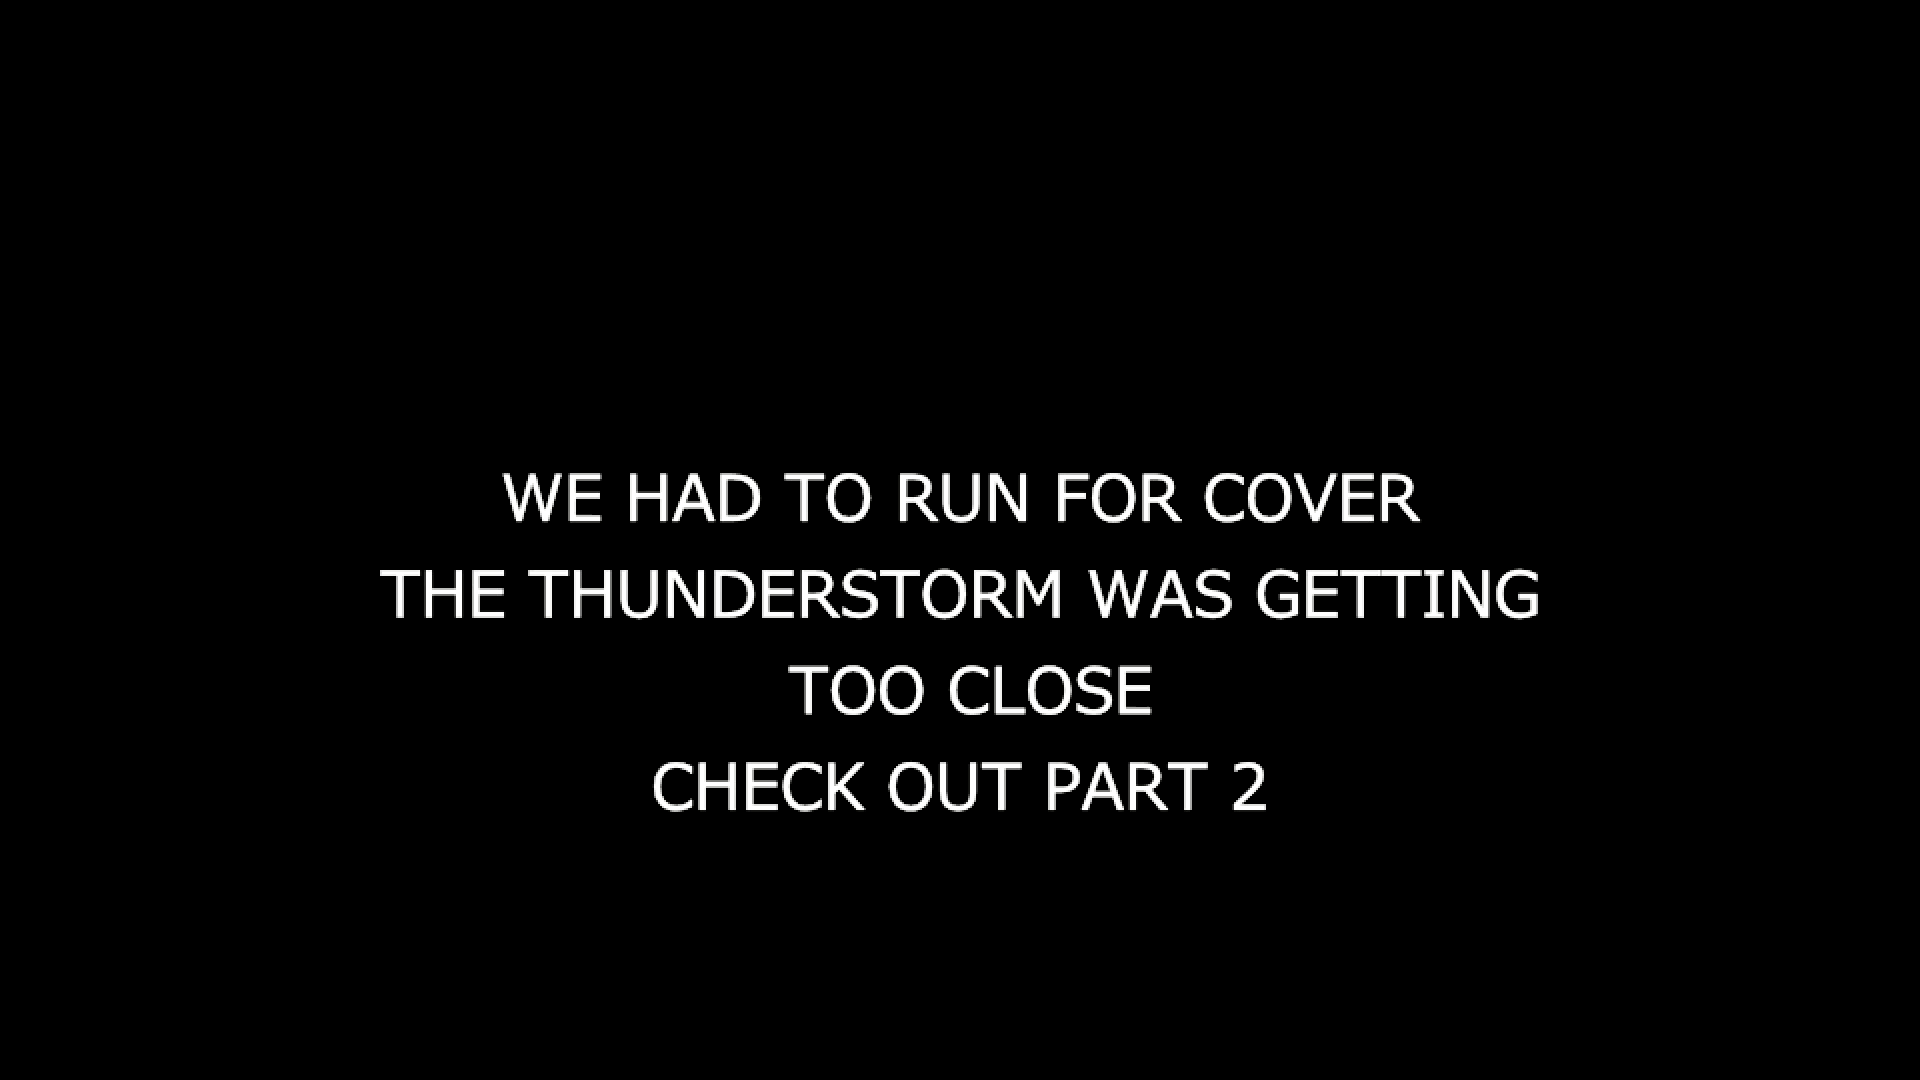 WE HAD TO RUN FOR COVER
THE THUNDERSTORM WAS GETTING
TOO CLOSE
CHECK OUT PART 2